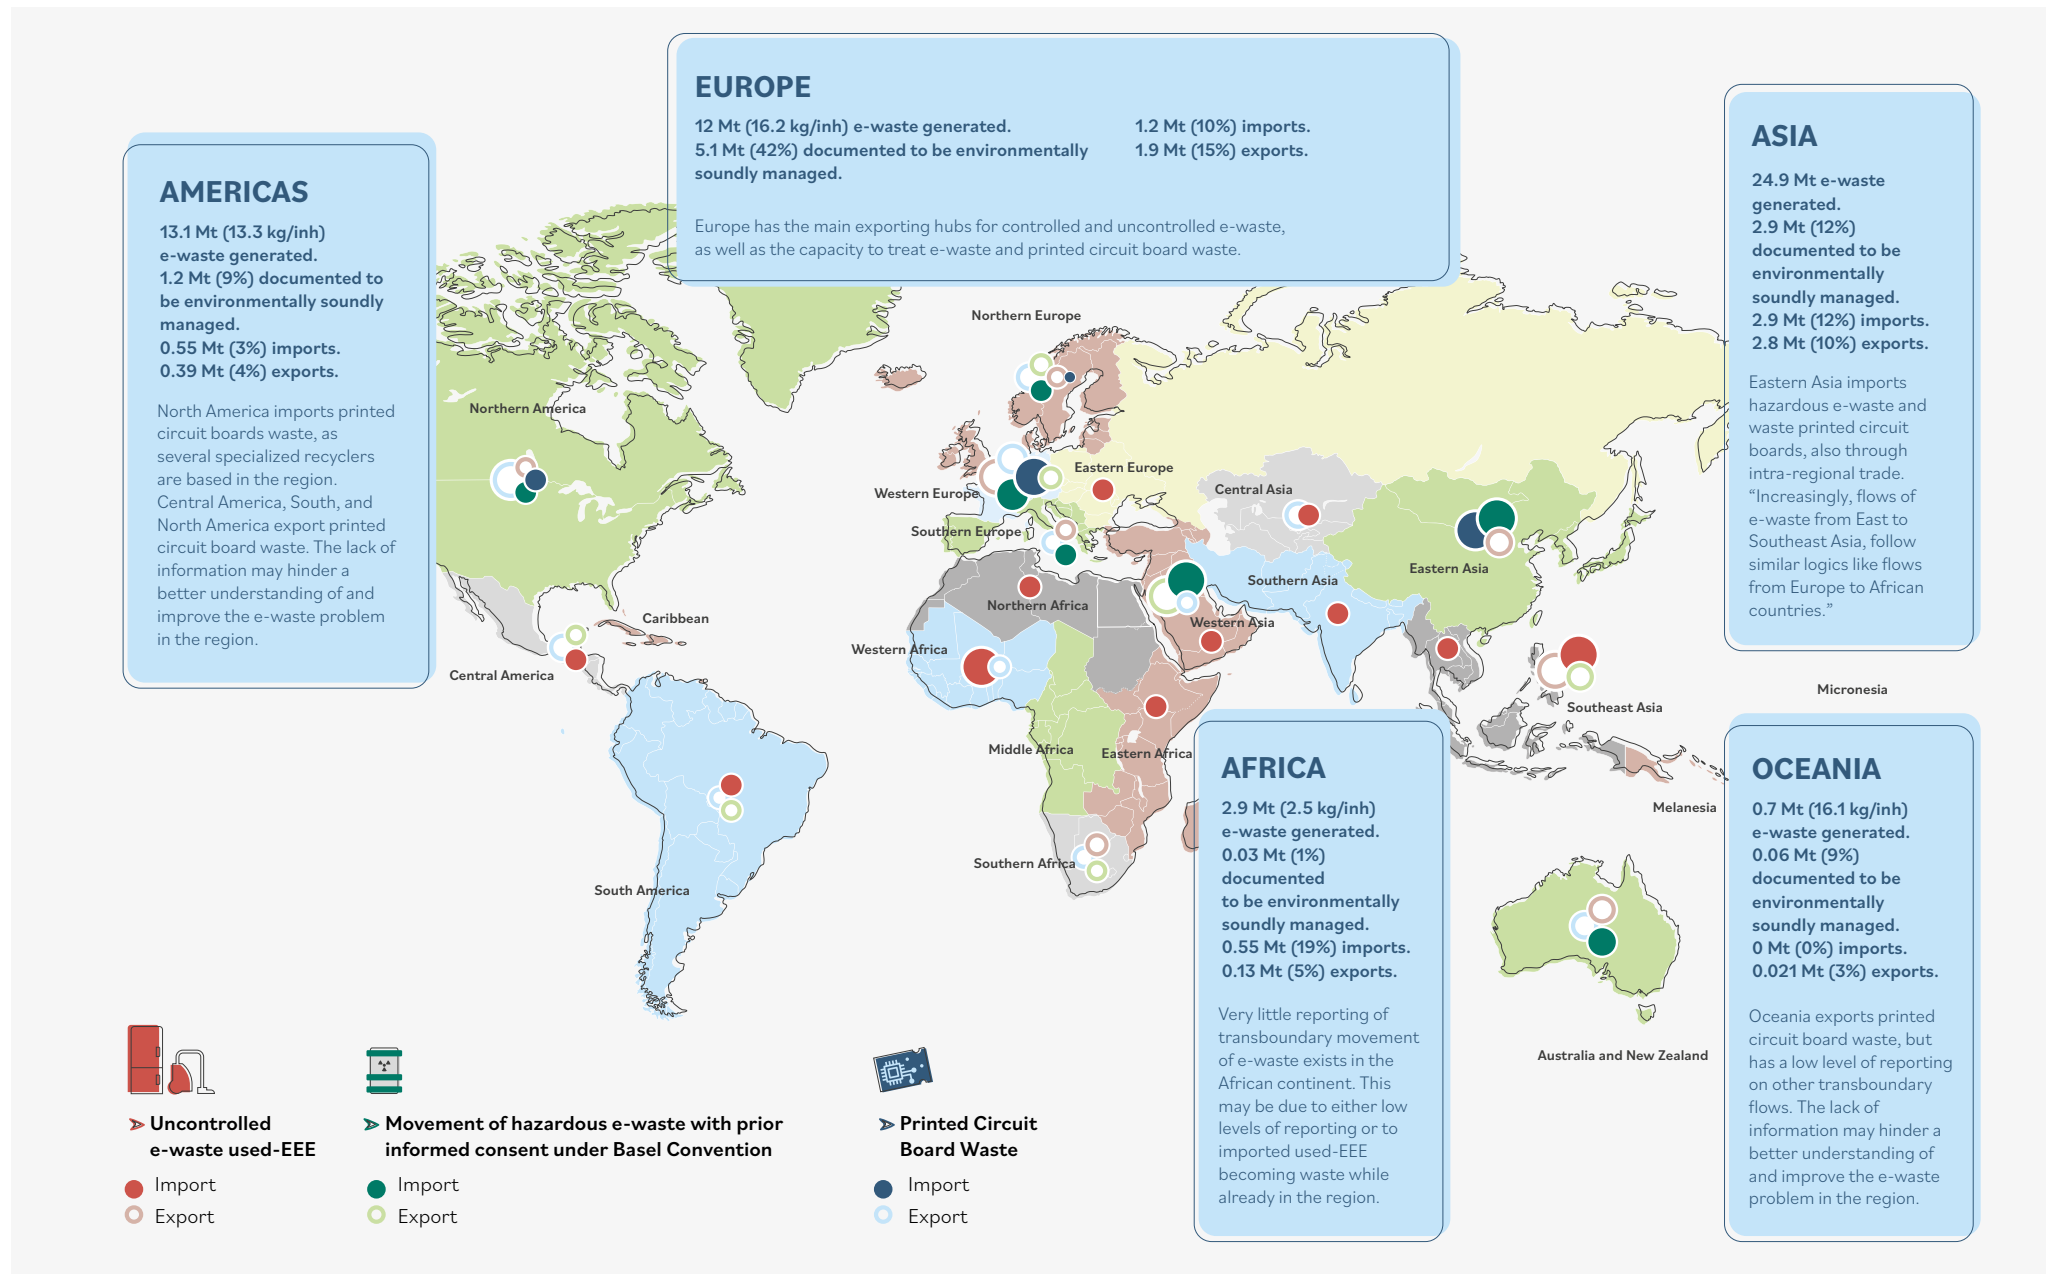 EUROPE
12 Mt (16.2 kg/inh) e-waste generated.
5.1 Mt (42%) documented to be environmentally
soundly managed.
1.2 Mt (10%) imports.
1.9 Mt (15%) exports.
Europe has the main exporting hubs for controlled and uncontrolled e-waste,
as well as the capacity to treat e-waste and printed circuit board waste.
AMERICAS
13.1 Mt (13.3 kg/inh)
e-waste generated.
1.2 Mt (9%) documented to
be environmentally soundly
managed.
0.55 Mt (3%) imports.
0.39 Mt (4%) exports.
North America imports printed
circuit boards waste, as
several specialized recyclers
are based in the region.
Central America, South, and
North America export printed
circuit board waste. The lack of
information may hinder a
better understanding of and
improve the e-waste problem
in the region.
ASIA
24.9 Mt e-waste
generated.
2.9 Mt (12%)
documented to be
environmentally
soundly managed.
2.9 Mt (12%) imports.
2.8 Mt (10%) exports.
Eastern Asia imports
hazardous e-waste and
waste printed circuit
boards, also through
intra-regional trade.
“Increasingly, flows of
e-waste from East to
Southeast Asia, follow
similar logics like flows
from Europe to African
countries.”
Northern Europe
Northern America
Eastern Europe
Western Europe
Central Asia
Southern Europe
Eastern Asia
Southern Asia
Northern Africa
Caribbean
Western Asia
Western Africa
Central America
Micronesia
Southeast Asia
Middle Africa
Eastern Africa
Melanesia
Southern Africa
South America
Australia and New Zealand
AFRICA
2.9 Mt (2.5 kg/inh)
e-waste generated.
0.03 Mt (1%)
documented
to be environmentally
soundly managed.
0.55 Mt (19%) imports.
0.13 Mt (5%) exports.
Very little reporting of
transboundary movement
of e-waste exists in the
African continent. This
may be due to either low
levels of reporting or to
imported used-EEE
becoming waste while
already in the region.
OCEANIA
0.7 Mt (16.1 kg/inh)
e-waste generated.
0.06 Mt (9%)
documented to be
environmentally
soundly managed.
0 Mt (0%) imports.
0.021 Mt (3%) exports.
Oceania exports printed
circuit board waste, but
has a low level of reporting
on other transboundary
flows. The lack of
information may hinder a
better understanding of
and improve the e-waste
problem in the region.
Uncontrolled
e-waste used-EEE
Import
Export
Movement of hazardous e-waste with prior
informed consent under Basel Convention
Import
Export
Printed Circuit
Board Waste
Import
Export